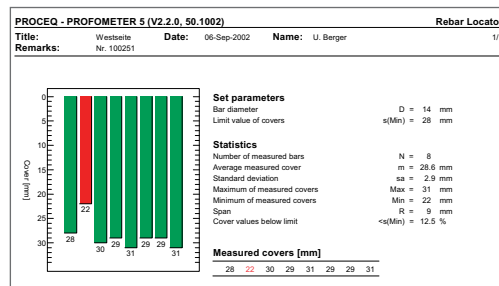 PROCEQ - PROFOMETER 5 (V2.2.0, 50.1002) Rebar Locato
Title: Westseite Date: 06-Sep-2002 Name: U. Berger 1/
Remarks: Nr. 100251
Set parameters
Bar diameter D = 14 mm
Limit value of covers s(Min) = 28 mm
Statistics
Number of measured bars N = 8
Average measured cover m = 28.6 mm
Standard deviation sa = 2.9 mm
Maximum of measured covers Max = 31 mm
Minimum of measured covers Min = 22 mm
Span R = 9 mm
Cover values below limit <s(Min) = 12.5 %
Measured covers [mm]
28 22 30 29 31 29 29 31
Cover [mm]
0
5
10
15
20
25
30
28 22 30 29 31 29 29 31